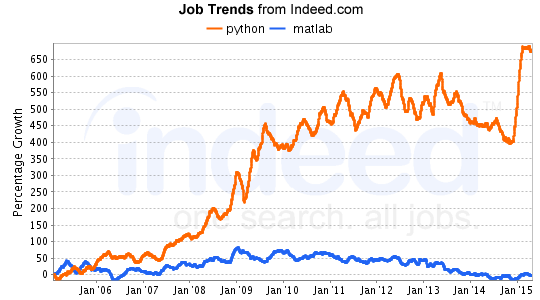 Job Trends from Indeed.com
python matlab
Percentage Growth
650
600
550
500
450
400
350
300
250
200
150
100
50
0
indeed™
one search. all jobs
Jan '06 Jan '07 Jan '08 Jan '09 Jan '10 Jan '11 Jan '12 Jan '13 Jan '14 Jan '15